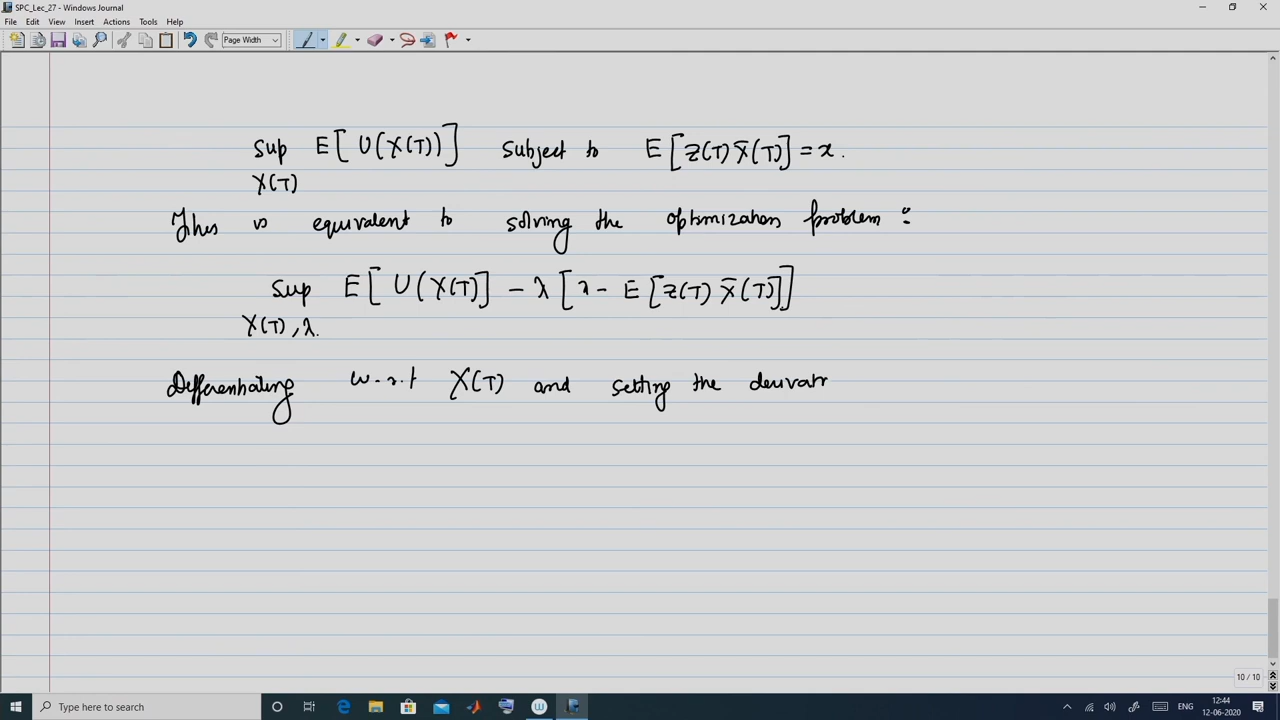 SPC_Lec_27 - Windows Journal
File Edit View Insert Actions Tools Help
Page Width
Sup E[ U(X(T))] Subject to E[Z(T) X̄(T)] = x.
X(T)
This is equivalent to solving the optimization problem :
Sup E[ U(X(T)] - λ [x - E[Z(T) X̄(T)]]
X(T), λ.
Differentiating w.r.t X(T) and setting the derivatr
10 / 10
Type here to search
ENG
12:44
12-06-2020